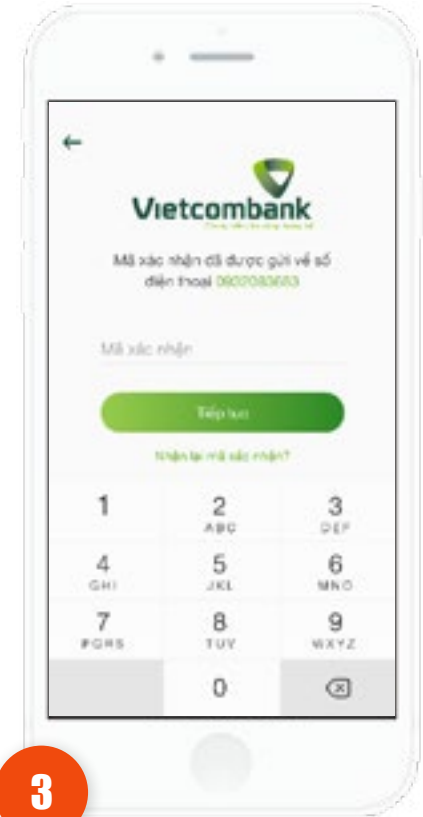 Vietcombank
Mã xác nhận đã được gửi về số
điện thoại
Mã xác nhận
Tiếp tục
Nhận lại mã xác nhận?
1 2 3
ABC DEF
4 5 6
GHI JKL MNO
7 8 9
PQRS TUV WXYZ
0
3